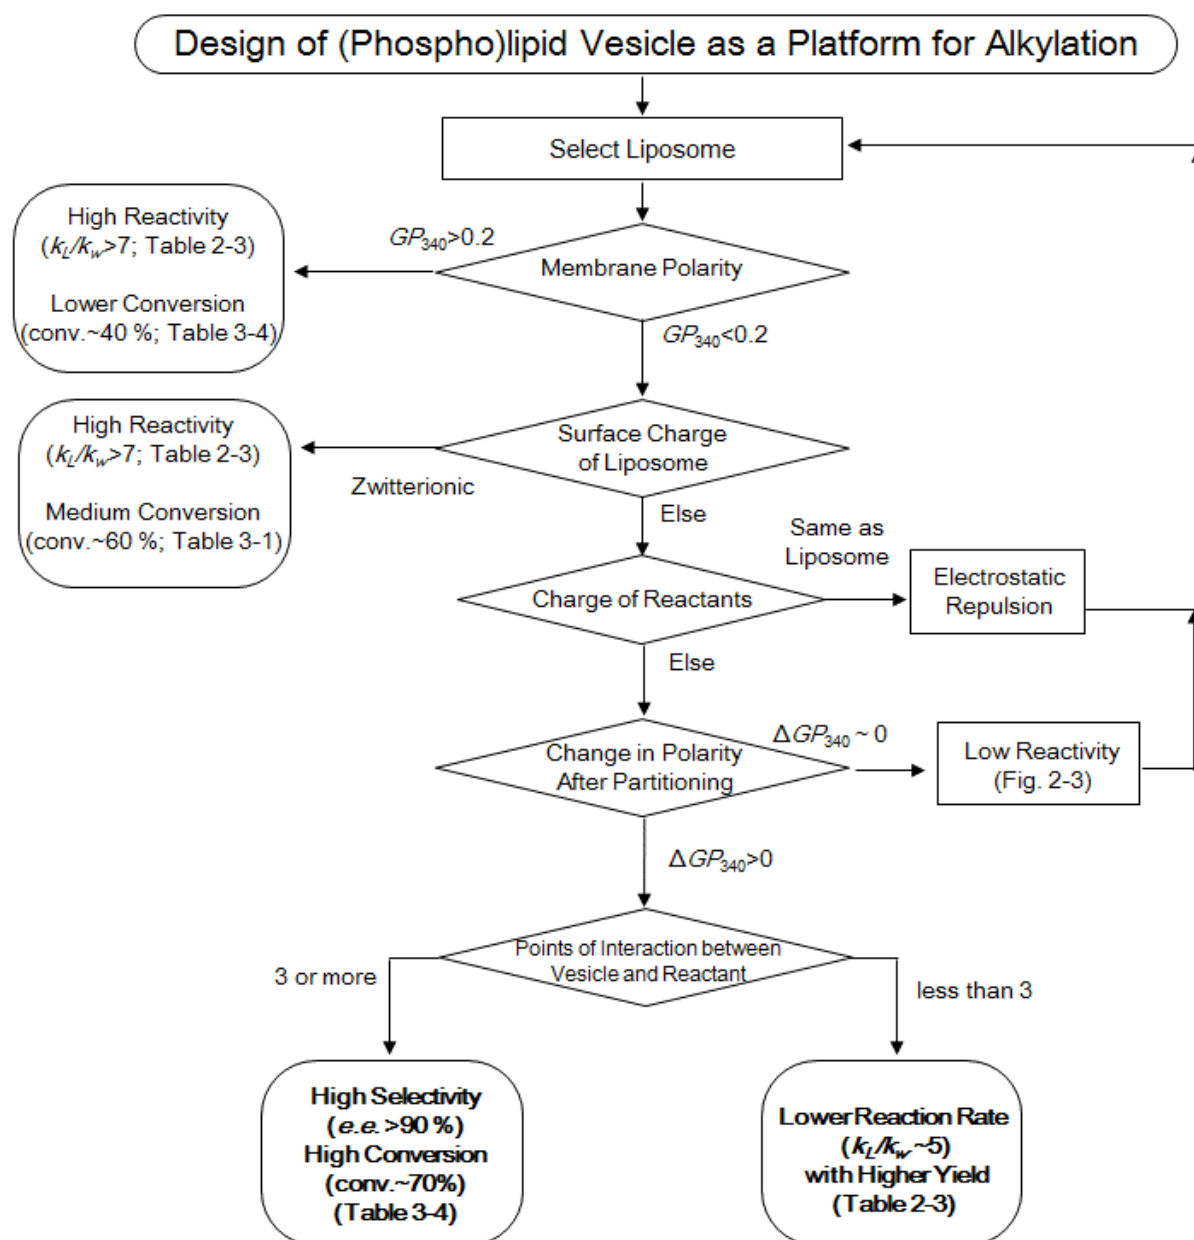 Design of (Phospho)lipid Vesicle as a Platform for Alkylation
Select Liposome
High Reactivity
(kL/kw>7; Table 2-3)
Lower Conversion
(conv.~40 %; Table 3-4)
GP340>0.2
Membrane Polarity
GP340<0.2
High Reactivity
(kL/kw>7; Table 2-3)
Medium Conversion
(conv.~60 %; Table 3-1)
Zwitterionic
Surface Charge
of Liposome
Else
Same as
Liposome
Charge of Reactants
Electrostatic
Repulsion
Else
Change in Polarity
After Partitioning
ΔGP340 ~ 0
Low Reactivity
(Fig. 2-3)
ΔGP340>0
Points of Interaction between
Vesicle and Reactant
3 or more
less than 3
High Selectivity
(e.e. >90 %)
High Conversion
(conv.~70%)
(Table 3-4)
Lower Reaction Rate
(kL/kw ~5)
with Higher Yield
(Table 2-3)